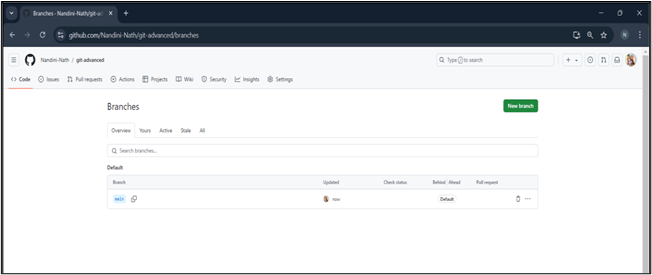 Branches - Nandini-Nath/git-ad
github.com/Nandini-Nath/git-advanced/branches
N
Nandini-Nath / git-advanced
Type / to search
Code Issues Pull requests Actions Projects Wiki Security Insights Settings
Branches
New branch
Overview Yours Active Stale All
Search branches...
Default
Branch Updated Check status Behind Ahead Pull request
main now Default